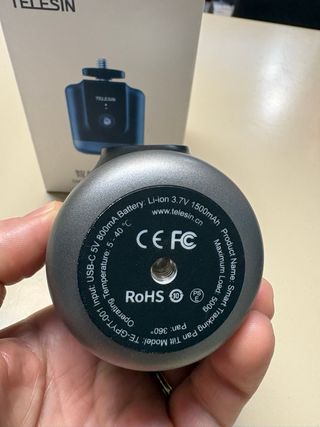 TELESIN
TELESIN
Product Name: Smart Tracking Pan Tilt Model: TE-GPYT-001 Input: USB-C 5V 800mA Battery: Li-ion 3.7V 1500mAh
Maximum Load: 500g
Pan: 360°
Operating Temperature: 5 - 40 °C
www.telesin.cn
CE FC
RoHS 10